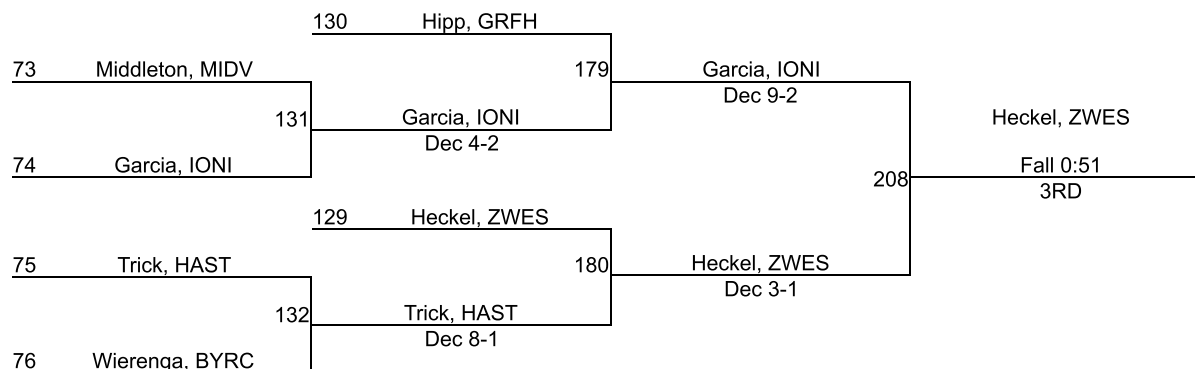 130 Hipp, GRFH
73 Middleton, MIDV
179 Garcia, IONI
Dec 9-2
131 Garcia, IONI
Dec 4-2
Heckel, ZWES
74 Garcia, IONI
Fall 0:51
208
3RD
129 Heckel, ZWES
75 Trick, HAST
180 Heckel, ZWES
Dec 3-1
132 Trick, HAST
Dec 8-1
76 Wierenga, BYRC